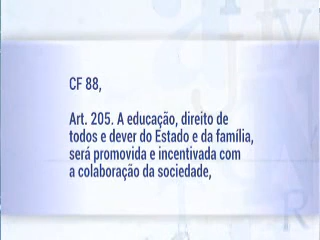 CF 88,
Art. 205. A educação, direito de
todos e dever do Estado e da família,
será promovida e incentivada com
a colaboração da sociedade,